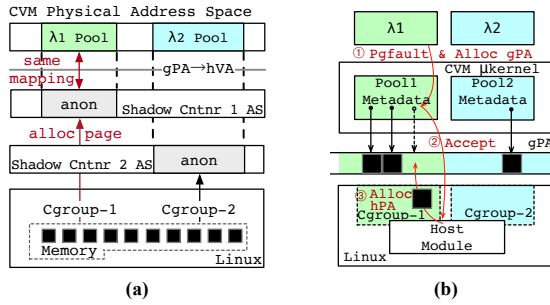 CVM Physical Address Space
λ1 Pool
λ2 Pool
same
mapping
gPA→hVA
anon
Shadow Cntnr 1 AS
alloc page
Shadow Cntnr 2 AS
anon
Cgroup-1
Cgroup-2
Memory
Linux
(a)
λ1
λ2
① Pgfault & Alloc gPA
CVM μkernel
Pool1
Metadata
Pool2
Metadata
② Accept
gPA
③ Alloc
hPA
Cgroup-1
Cgroup-2
Host
Module
Linux
(b)